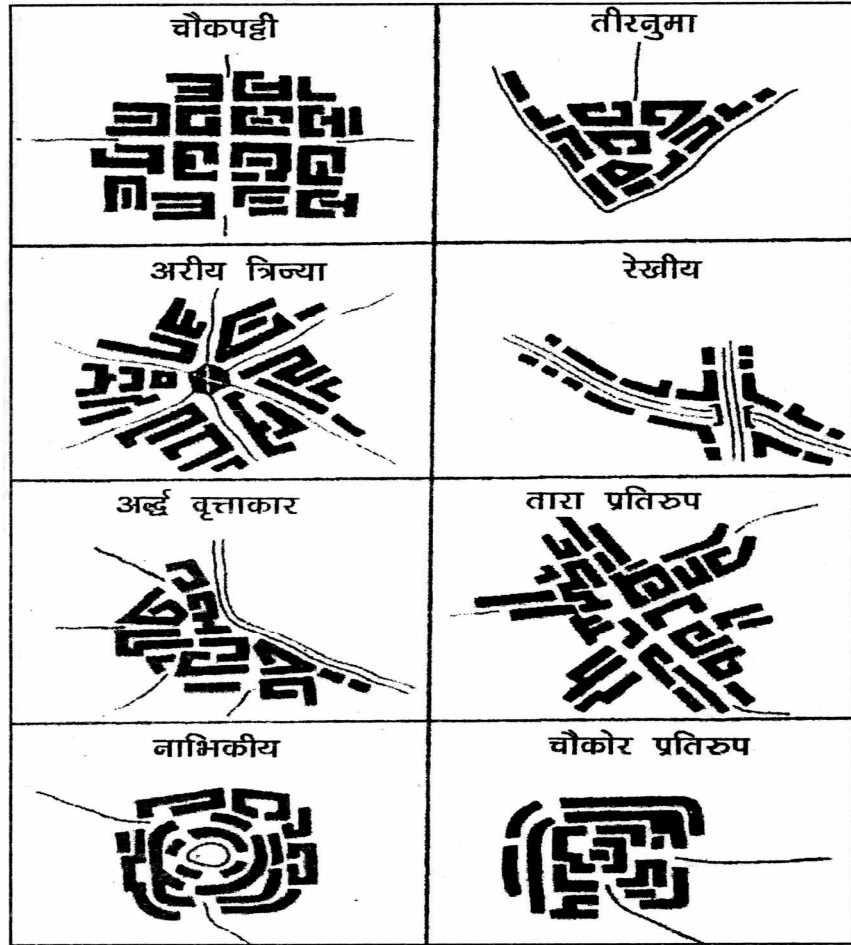 चौकपट्टी
तीरनुमा
अरीय त्रिज्या
रेखीय
अर्द्ध वृत्ताकार
तारा प्रतिरुप
नाभिकीय
चौकोर प्रतिरुप